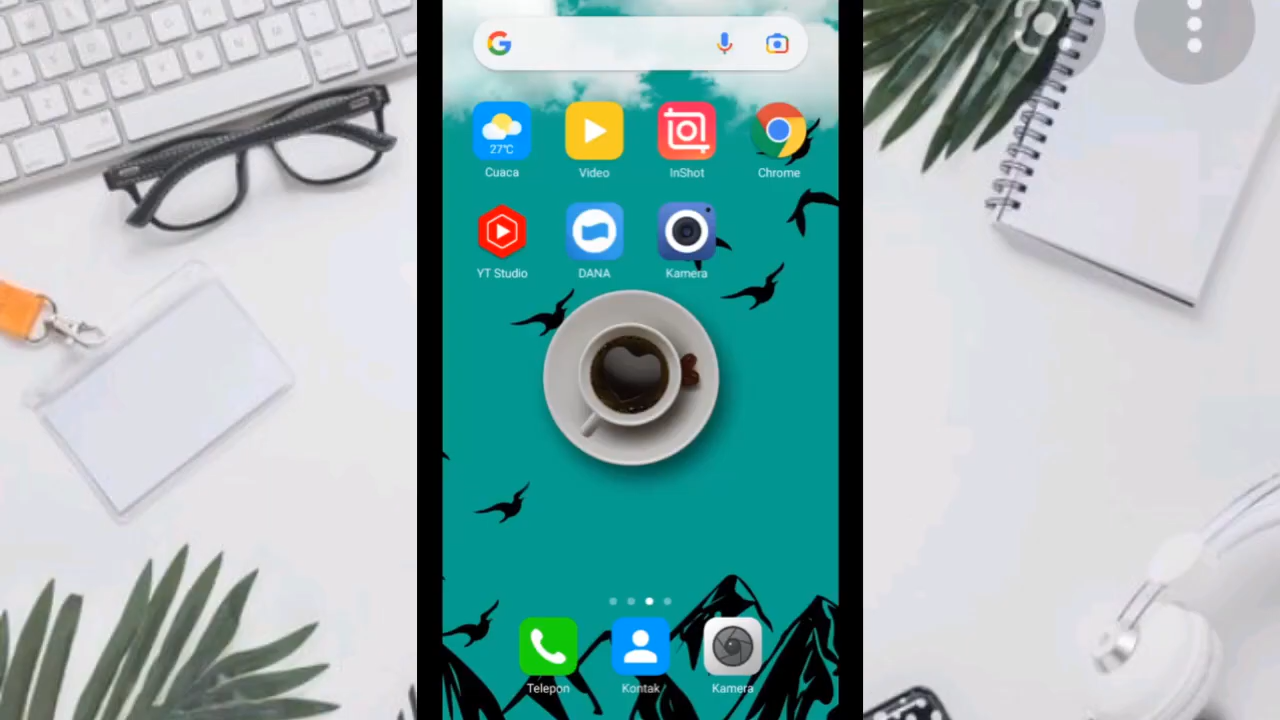 27°C
Cuaca
Video
InShot
Chrome
YT Studio
DANA
Kamera
Telepon
Kontak
Kamera